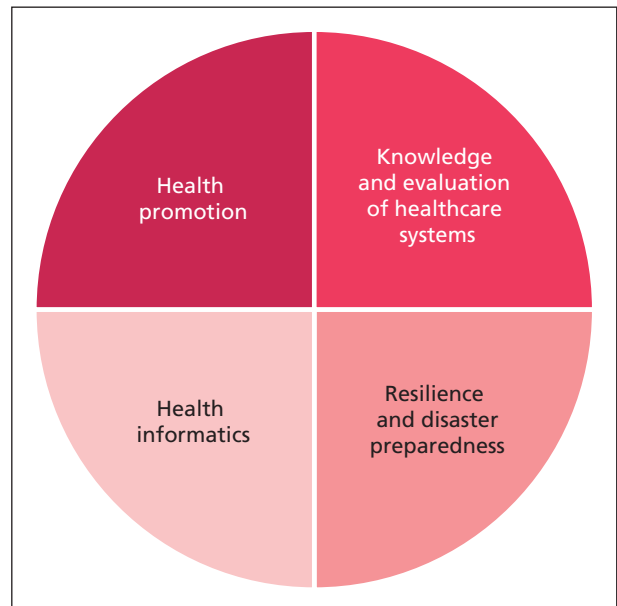 Health
promotion
Knowledge
and evaluation
of healthcare
systems
Health
informatics
Resilience
and disaster
preparedness